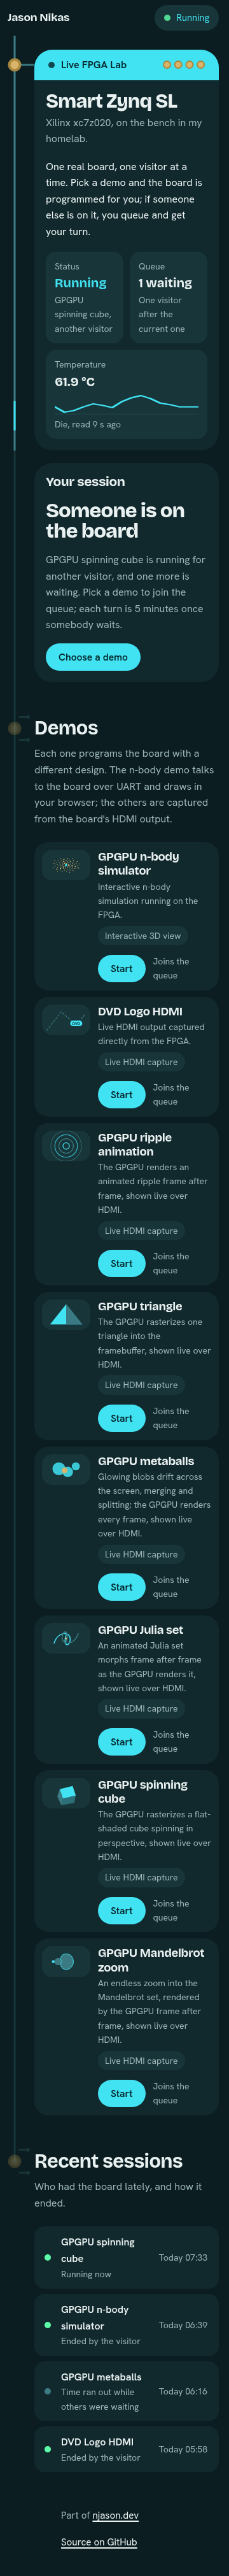 Jason Nikas
Running
Live FPGA Lab
Smart Zynq SL
Xilinx xc7z020, on the bench in my
homelab.
One real board, one visitor at a
time. Pick a demo and the board is
programmed for you; if someone
else is on it, you queue and get
your turn.
Status
Running
GPGPU
spinning cube,
another visitor
Queue
1 waiting
One visitor
after the
current one
Temperature
61.9 °C
Die, read 9 s ago
Your session
Someone is on
the board
GPGPU spinning cube is running for
another visitor, and one more is
waiting. Pick a demo to join the
queue; each turn is 5 minutes once
somebody waits.
Choose a demo
Demos
Each one programs the board with a
different design. The n-body demo talks
to the board over UART and draws in
your browser; the others are captured
from the board's HDMI output.
GPGPU n-body
simulator
Interactive n-body
simulation running on the
FPGA.
Interactive 3D view
Start
Joins the
queue
DVD Logo HDMI
Live HDMI output captured
directly from the FPGA.
Live HDMI capture
Start
Joins the
queue
GPGPU ripple
animation
The GPGPU renders an
animated ripple frame after
frame, shown live over
HDMI.
Live HDMI capture
Start
Joins the
queue
GPGPU triangle
The GPGPU rasterizes one
triangle into the
framebuffer, shown live over
HDMI.
Live HDMI capture
Start
Joins the
queue
GPGPU metaballs
Glowing blobs drift across
the screen, merging and
splitting; the GPGPU renders
every frame, shown live
over HDMI.
Live HDMI capture
Start
Joins the
queue
GPGPU Julia set
An animated Julia set
morphs frame after frame
as the GPGPU renders it,
shown live over HDMI.
Live HDMI capture
Start
Joins the
queue
GPGPU spinning
cube
The GPGPU rasterizes a flat-
shaded cube spinning in
perspective, shown live over
HDMI.
Live HDMI capture
Start
Joins the
queue
GPGPU Mandelbrot
zoom
An endless zoom into the
Mandelbrot set, rendered
by the GPGPU frame after
frame, shown live over
HDMI.
Live HDMI capture
Start
Joins the
queue
Recent sessions
Who had the board lately, and how it
ended.
GPGPU spinning
cube
Running now
Today 07:33
GPGPU n-body
simulator
Ended by the visitor
Today 06:39
GPGPU metaballs
Time ran out while
others were waiting
Today 06:16
DVD Logo HDMI
Ended by the visitor
Today 05:58
Part of njason.dev
Source on GitHub